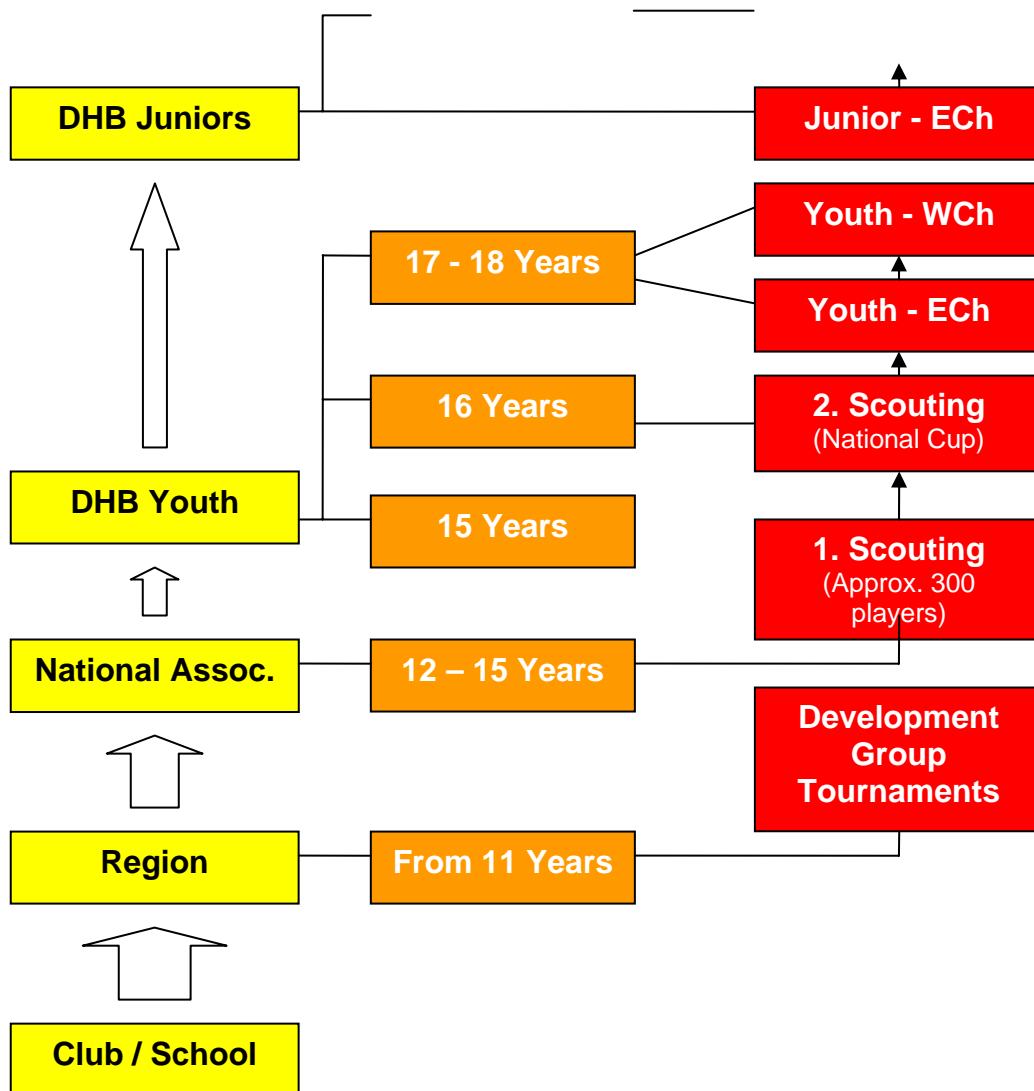 DHB Juniors
Junior - ECh
Youth - WCh
17 - 18 Years
Youth - ECh
16 Years
2. Scouting
(National Cup)
DHB Youth
15 Years
1. Scouting
(Approx. 300
players)
National Assoc.
12 – 15 Years
Development
Group
Tournaments
Region
From 11 Years
Club / School